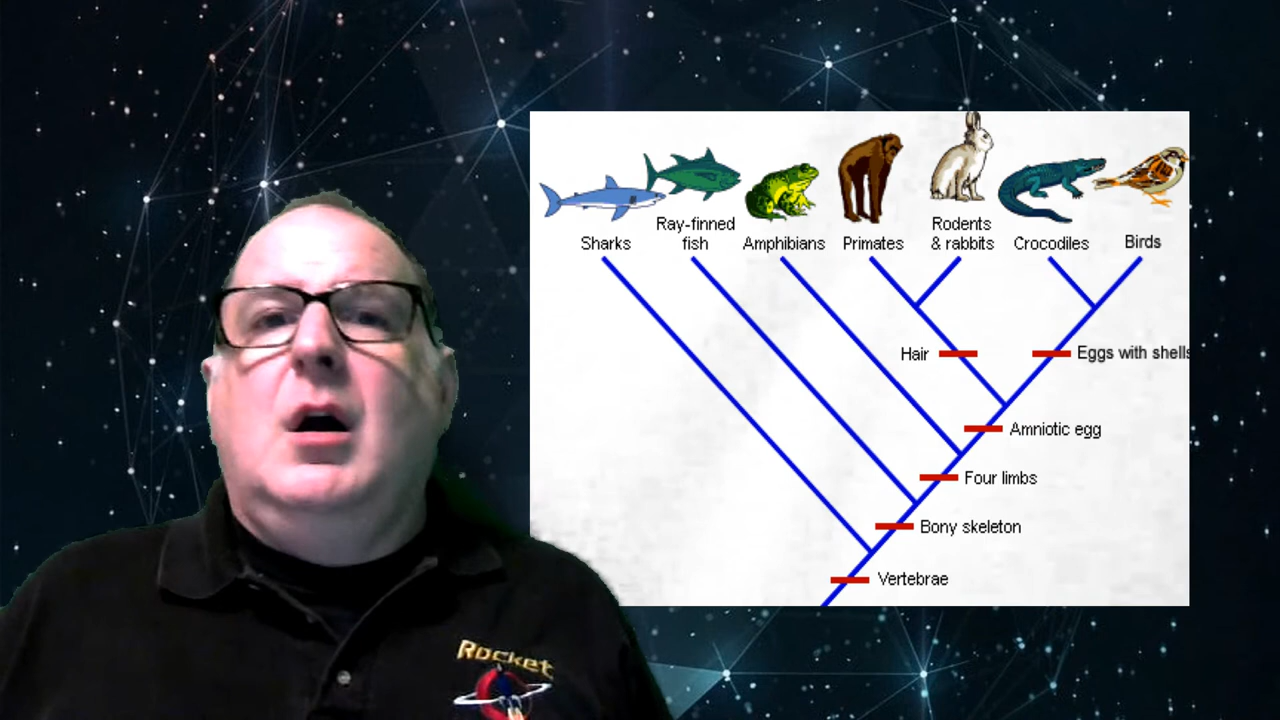 Ray-finned
fish
Rodents
& rabbits
Sharks
Amphibians
Primates
Crocodiles
Birds
Hair
Eggs with shells
Amniotic egg
Four limbs
Bony skeleton
Vertebrae
Rocket